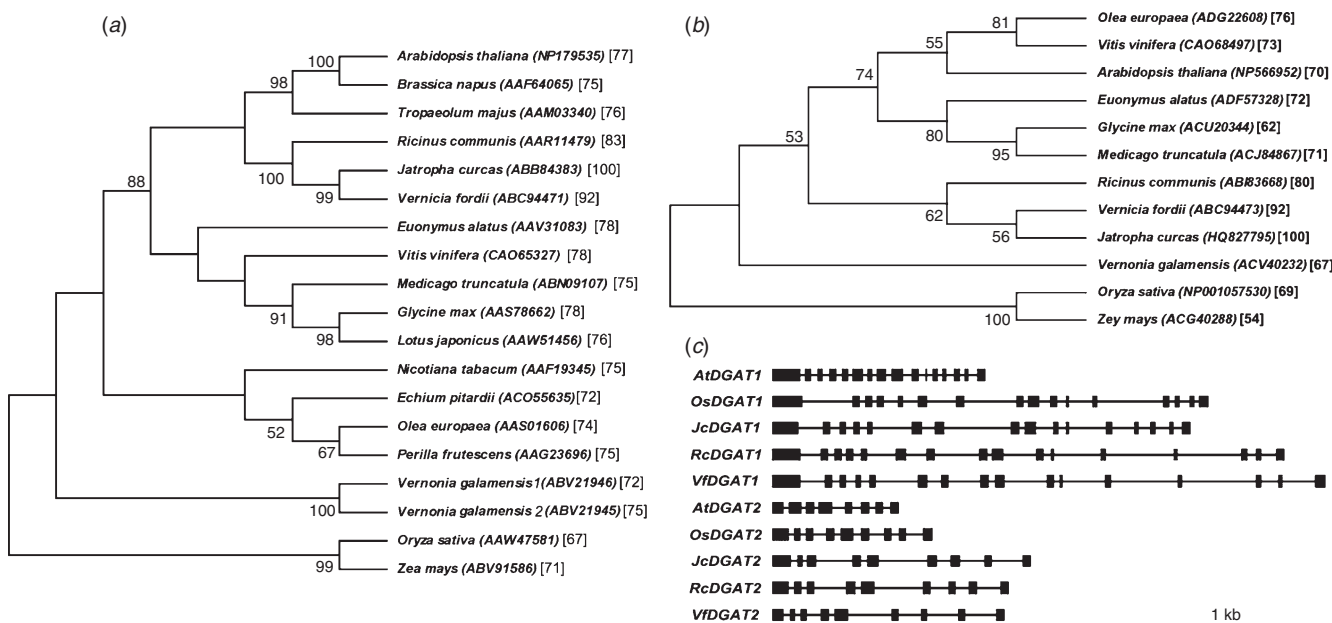 (a)
100
98
Arabidopsis thaliana (NP179535) [77]
Brassica napus (AAF64065) [75]
Tropaeolum majus (AAM03340) [76]
Ricinus communis (AAR11479) [83]
100
Jatropha curcas (ABB84383) [100]
99
Vernicia fordii (ABC94471) [92]
88
Euonymus alatus (AAV31083) [78]
Vitis vinifera (CAO65327) [78]
Medicago truncatula (ABN09107) [75]
91
Glycine max (AAS78662) [78]
98
Lotus japonicus (AAW51456) [76]
Nicotiana tabacum (AAF19345) [75]
Echium pitardii (ACO55635) [72]
52
Olea europaea (AAS01606) [74]
67
Perilla frutescens (AAG23696) [75]
Vernonia galamensis1 (ABV21946) [72]
100
Vernonia galamensis 2 (ABV21945) [75]
Oryza sativa (AAW47581) [67]
99
Zea mays (ABV91586) [71]
(b)
81
Olea europaea (ADG22608) [76]
55
Vitis vinifera (CAO68497) [73]
74
Arabidopsis thaliana (NP566952) [70]
Euonymus alatus (ADF57328) [72]
80
Glycine max (ACU20344) [62]
53
95
Medicago truncatula (ACJ84867) [71]
Ricinus communis (ABI83668) [80]
62
Vernicia fordii (ABC94473) [92]
56
Jatropha curcas (HQ827795) [100]
Vernonia galamensis (ACV40232) [67]
Oryza sativa (NP001057530) [69]
100
Zey mays (ACG40288) [54]
(c)
AtDGAT1
OsDGAT1
JcDGAT1
RcDGAT1
VfDGAT1
AtDGAT2
OsDGAT2
JcDGAT2
RcDGAT2
VfDGAT2
1 kb